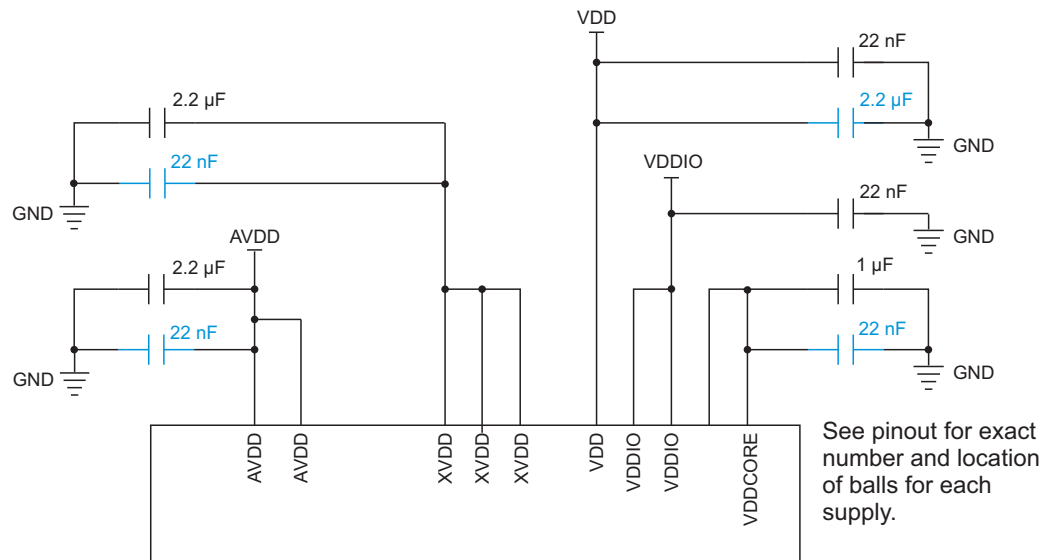 VDD
22 nF
2.2 µF
2.2 µF
GND
22 nF
VDDIO
22 nF
GND
AVDD
GND
2.2 µF
1 µF
22 nF
22 nF
GND
GND
AVDD
AVDD
XVDD
XVDD
XVDD
VDD
VDDIO
VDDIO
VDDCORE
See pinout for exact
number and location
of balls for each
supply.